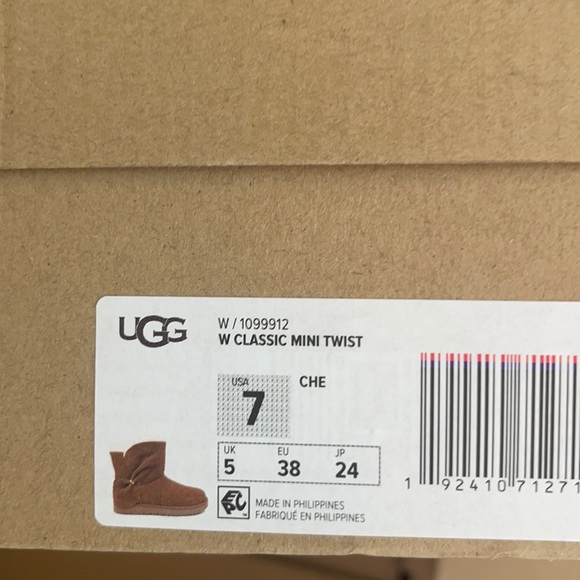 UGG
W / 1099912
W CLASSIC MINI TWIST
USA
7
CHE
UK EU JP
5 38 24
1 92410 71271
MADE IN PHILIPPINES
FABRIQUÉ EN PHILIPPINES